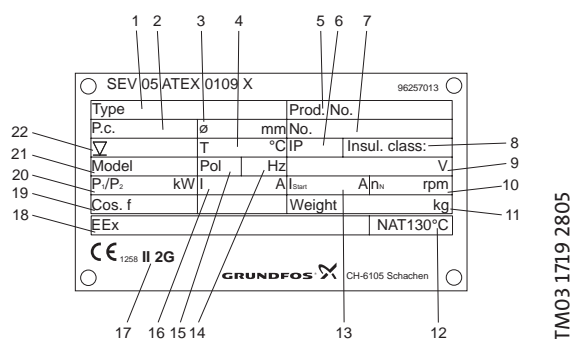 1 2 3 4 5 6 7
SEV 05 ATEX 0109 X 96257013
Type Prod. No.
P.c. ø mm No.
22 T °C IP Insul. class: 8
21 Model Pol Hz V 9
20 P₁/P₂ kW I A I Start A n N rpm 10
19 Cos. f Weight kg 11
18 EEx NAT130°C
CE 1258 II 2G
GRUNDFOS CH-6105 Schachen
17 16 15 14 13 12
TM03 1719 2805